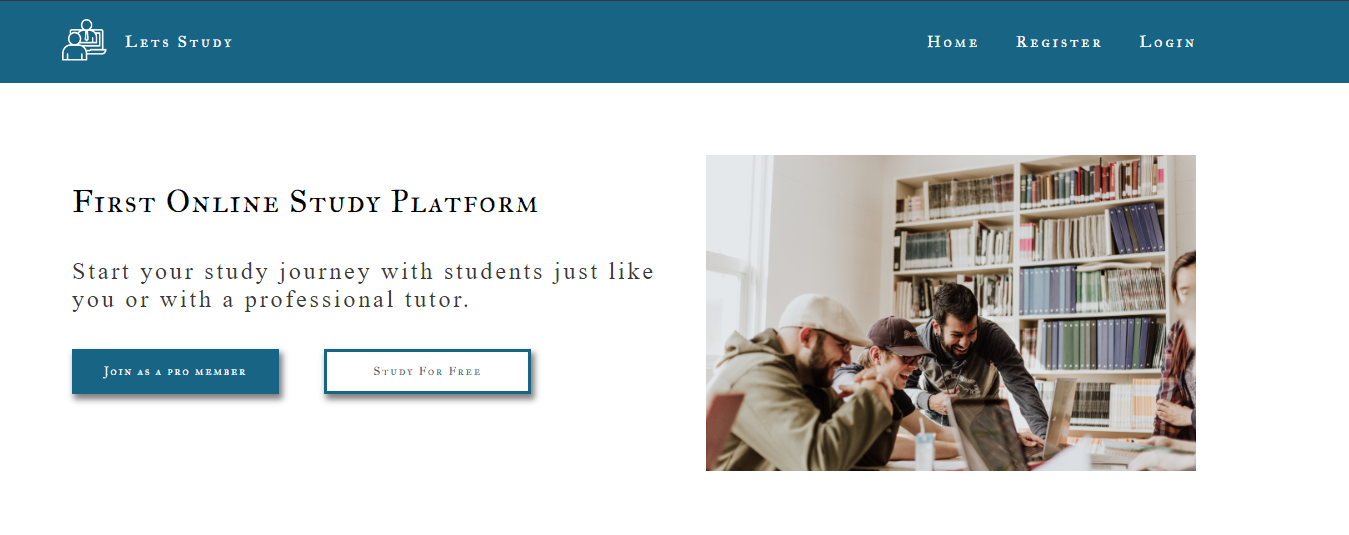 Lets Study
Home
Register
Login
First Online Study Platform
Start your study journey with students just like
you or with a professional tutor.
Join as a pro member
Study For Free